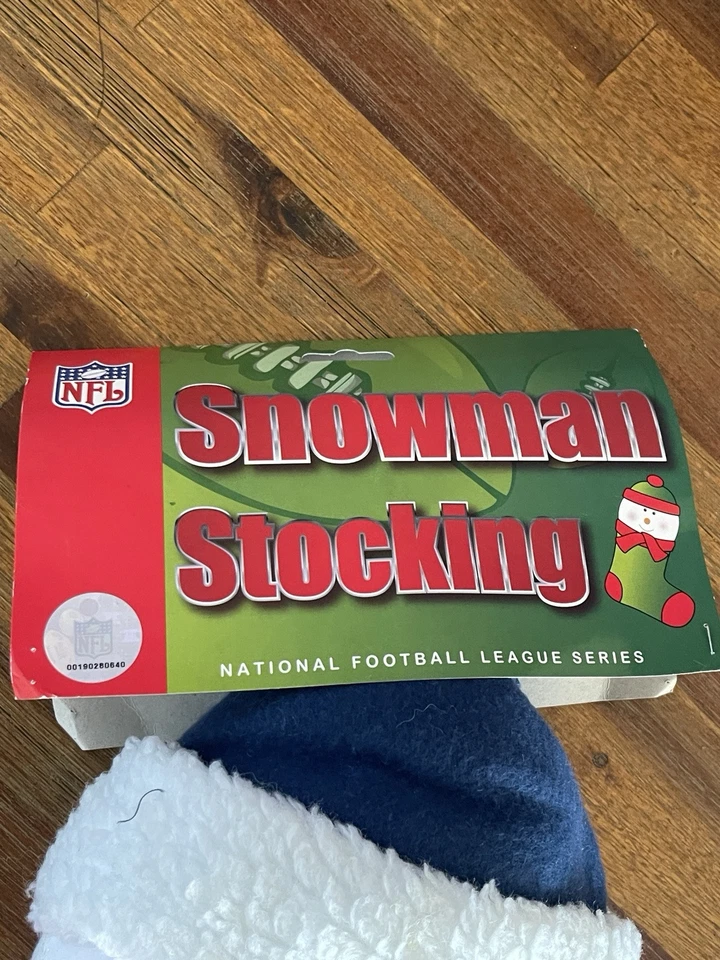 NFL
Snowman
Stocking
NFL
00190280640
NATIONAL FOOTBALL LEAGUE SERIES